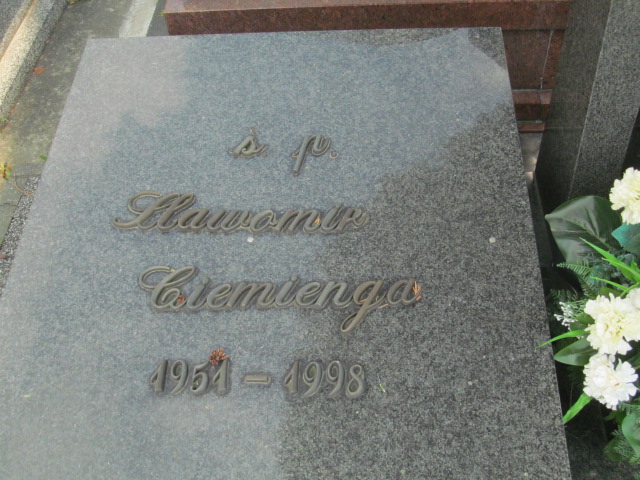 ś. p.
Sławomir
Ciemienga
1951 – 1998